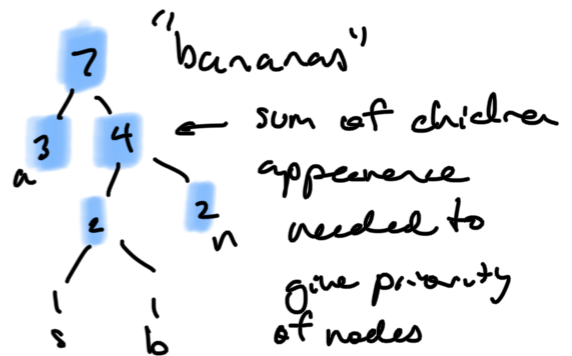 "bananas"
7
3 4 ← sum of children
a
appearence
2 2 needed to
n
give priority
1 1
s b of nodes